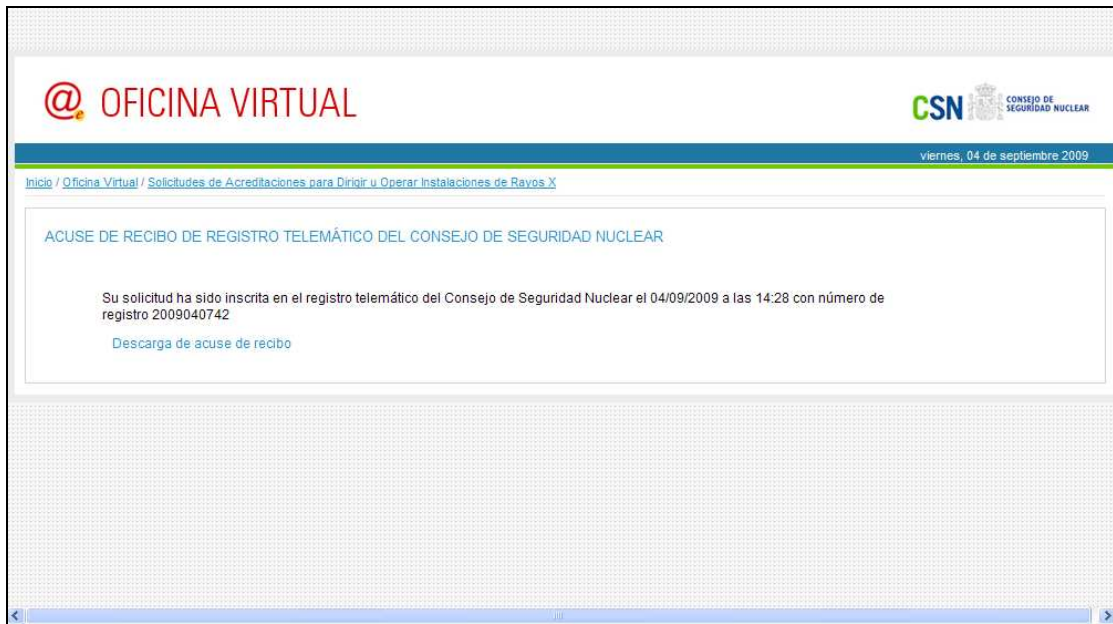 @e OFICINA VIRTUAL
CSN CONSEJO DE
SEGURIDAD NUCLEAR
viernes, 04 de septiembre 2009
Inicio / Oficina Virtual / Solicitudes de Acreditaciones para Dirigir u Operar Instalaciones de Rayos X
ACUSE DE RECIBO DE REGISTRO TELEMÁTICO DEL CONSEJO DE SEGURIDAD NUCLEAR
Su solicitud ha sido inscrita en el registro telemático del Consejo de Seguridad Nuclear el 04/09/2009 a las 14:28 con número de
registro 2009040742
Descarga de acuse de recibo